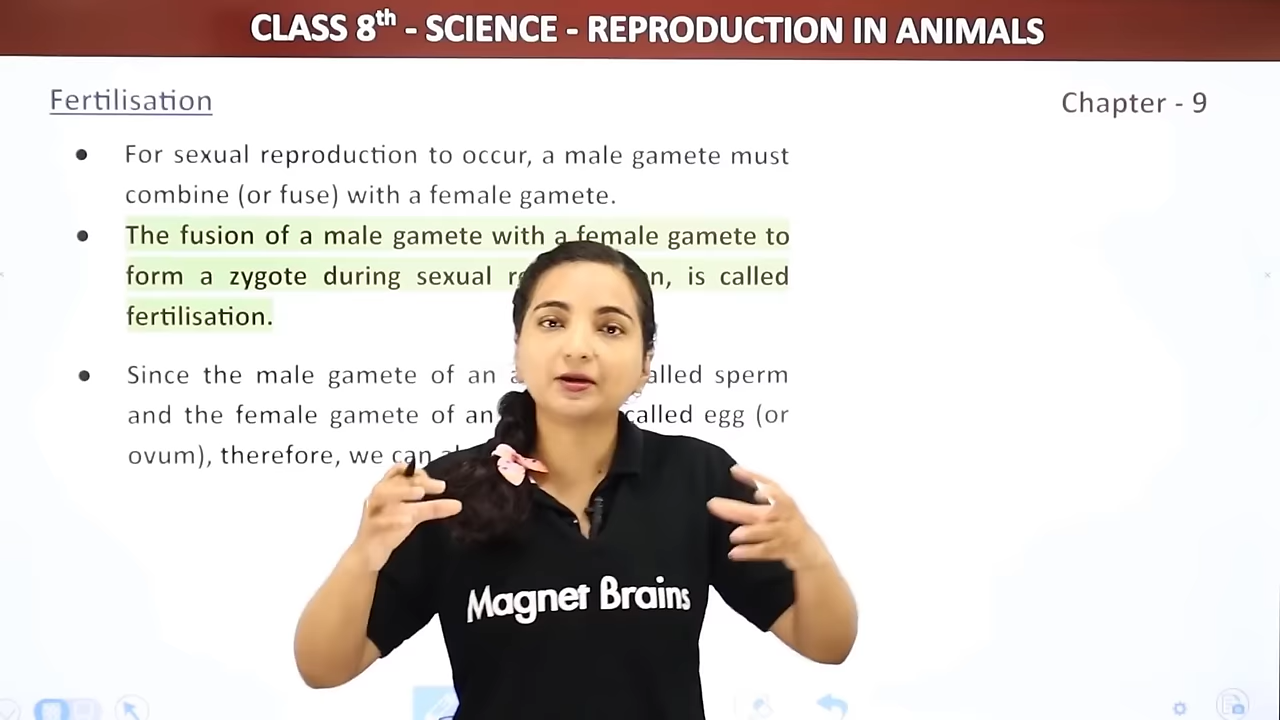 CLASS 8th - SCIENCE - REPRODUCTION IN ANIMALS
Fertilisation
Chapter - 9
For sexual reproduction to occur, a male gamete must
combine (or fuse) with a female gamete.
The fusion of a male gamete with a female gamete to
form a zygote during sexual is called
fertilisation.
Since the male gamete of an called sperm
and the female gamete of an called egg (or
ovum), therefore, we can
Magnet Brains